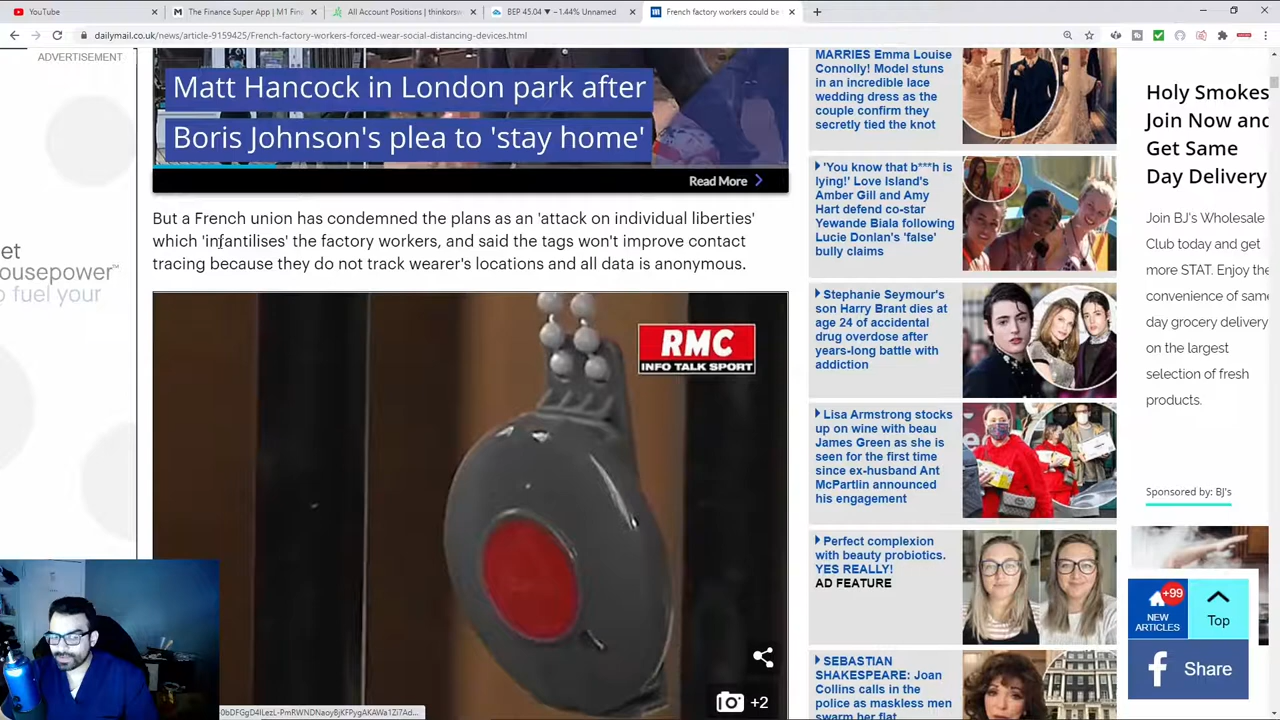 YouTube
The Finance Super App | M1 Fin
All Account Positions | thinkorsw
BEP 45.04 ▼ −1.44% Unnamed
French factory workers could be
dailymail.co.uk/news/article-9159425/French-factory-workers-forced-wear-social-distancing-devices.html
ADVERTISEMENT
et
ousepower™
o fuel your
Matt Hancock in London park after
Boris Johnson's plea to 'stay home'
Read More
But a French union has condemned the plans as an 'attack on individual liberties'
which 'infantilises' the factory workers, and said the tags won't improve contact
tracing because they do not track wearer's locations and all data is anonymous.
RMC
INFO TALK SPORT
+2
MARRIES Emma Louise
Connolly! Model stuns
in an incredible lace
wedding dress as the
couple confirm they
secretly tied the knot
'You know that b***h is
lying!' Love Island's
Amber Gill and Amy
Hart defend co-star
Yewande Biala following
Lucie Donlan's 'false'
bully claims
Stephanie Seymour's
son Harry Brant dies at
age 24 of accidental
drug overdose after
years-long battle with
addiction
Lisa Armstrong stocks
up on wine with beau
James Green as she is
seen for the first time
since ex-husband Ant
McPartlin announced
his engagement
Perfect complexion
with beauty probiotics.
YES REALLY!
AD FEATURE
SEBASTIAN
SHAKESPEARE: Joan
Collins calls in the
police as maskless men
swarm her flat
Holy Smokes
Join Now and
Get Same
Day Delivery
Join BJ's Wholesale
Club today and get
more STAT. Enjoy the
convenience of same
day grocery delivery
on the largest
selection of fresh
products.
Sponsored by: BJ's
+99
NEW
ARTICLES
Top
Share